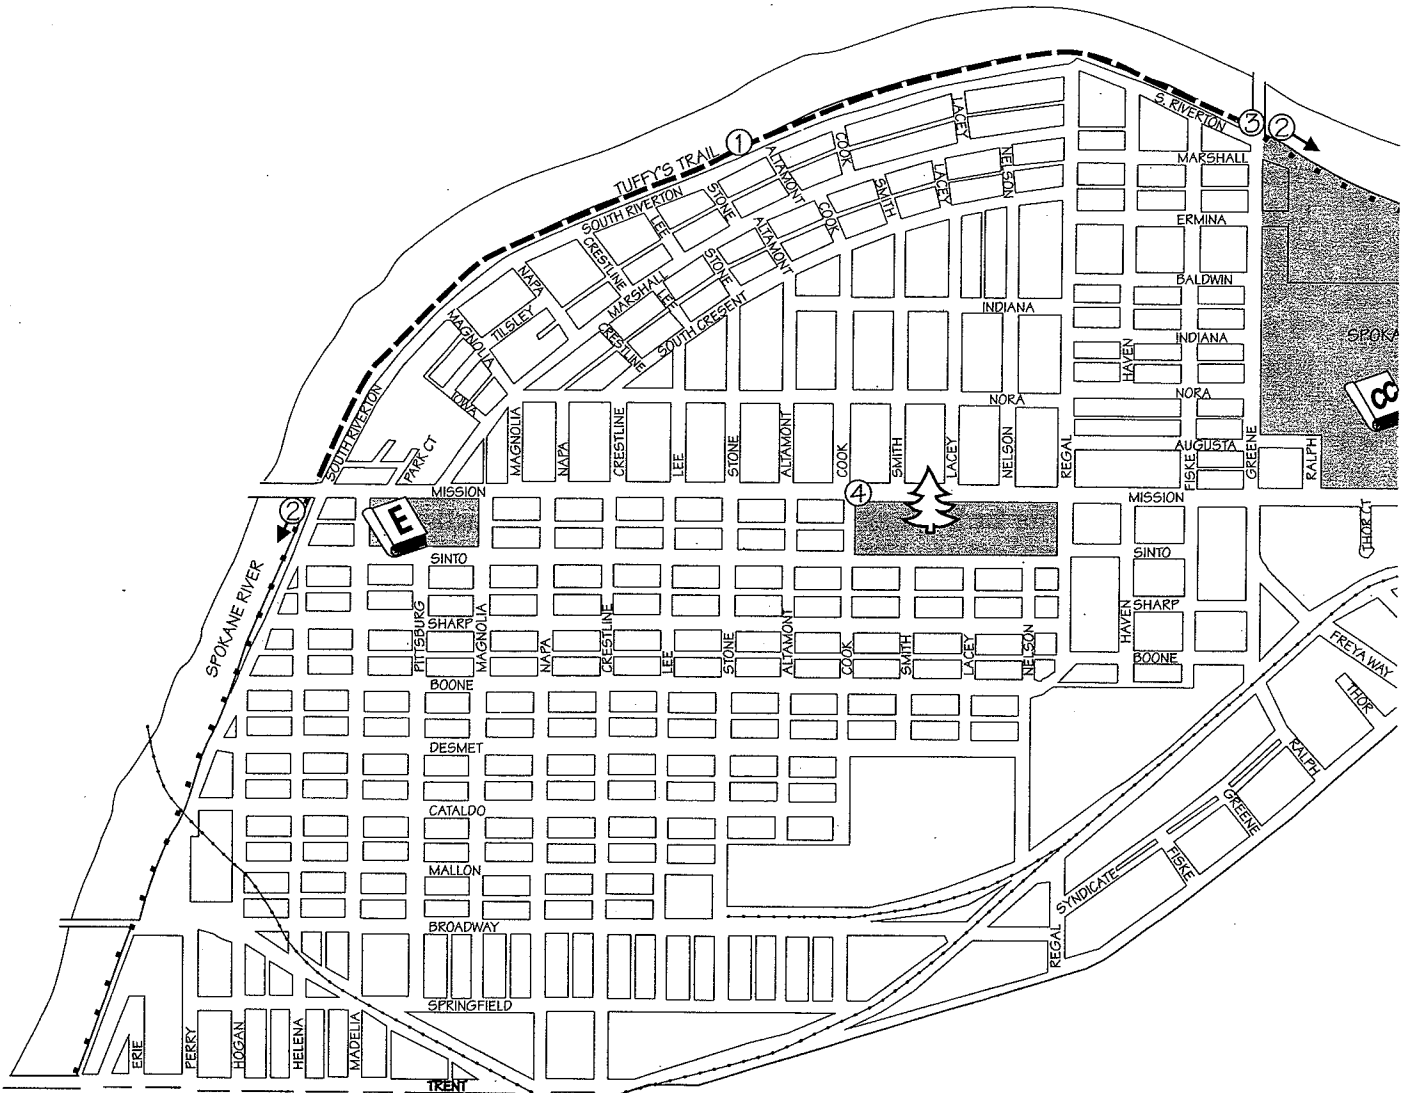 S. RIVERTON
LACEY
3
2
1
TUFFY'S TRAIL
ALTAMONT
COOK
NELSON
MARSHALL
SOUTH RIVERTON
LEE
STONE
SMITH
LACEY
COOK
ERMINA
CRESTLINE
ALTAMONT
NAPA
MARSHALL
LEE
STONE
BALDWIN
MAGNOLIA
TILSLEY
CRESTLINE
SOUTH CRESENT
INDIANA
HAVEN
INDIANA
SPOKA
IOWA
NORA
NORA
8
SOUTH RIVERTON
PARK CT
MAGNOLIA
NAPA
CRESTLINE
LEE
STONE
ALTAMONT
COOK
SMITH
LACEY
NELSON
REGAL
AUGUSTA
FISKE
GREENE
RALPH
MISSION
4
MISSION
2
E
THOR CT
SINTO
SINTO
SPOKANE RIVER
PITTSBURG
SHARP
MAGNOLIA
NAPA
CRESTLINE
LEE
STONE
ALTAMONT
COOK
SMITH
LACEY
NELSON
HAVEN
SHARP
FREYA WAY
BOONE
BOONE
THOR
DESMET
RALPH
CATALDO
GREENE
MALLON
FISKE
SYNDICATE
BROADWAY
REGAL
SPRINGFIELD
ERIE
PERRY
HOGAN
HELENA
MADELIA
TRENT